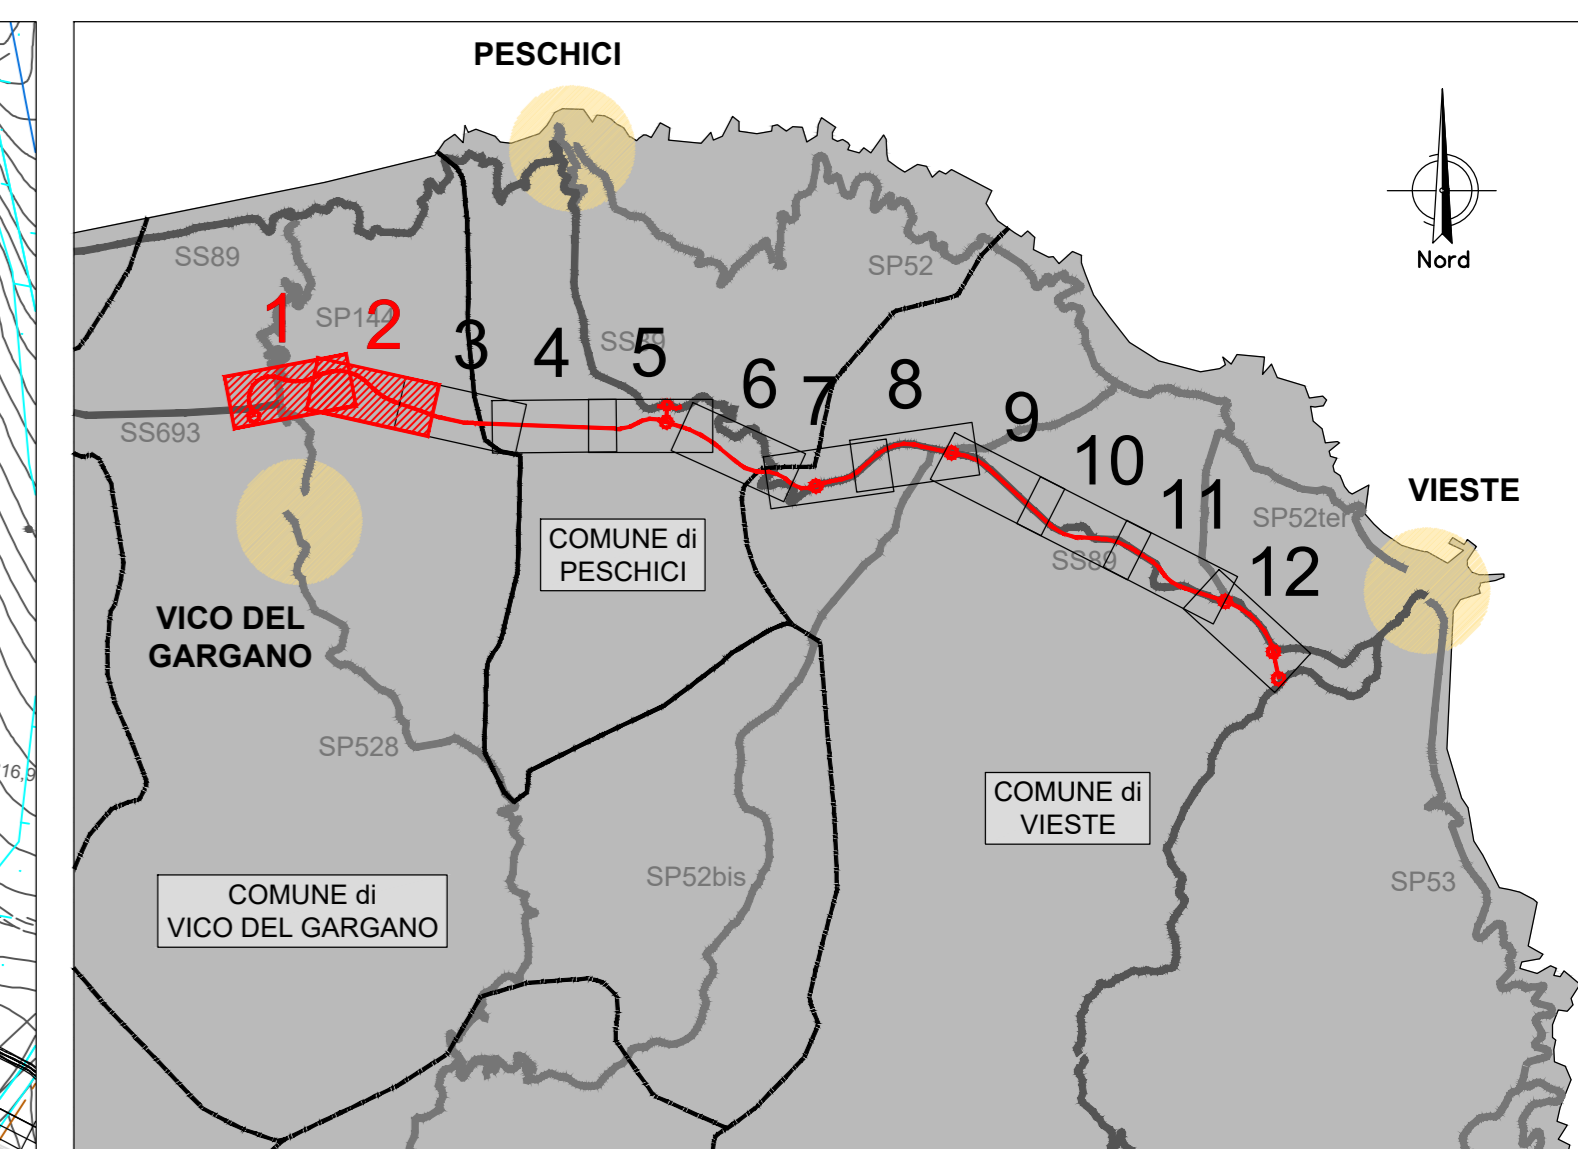 PESCHICI
Nord
SS89
SP52
SP144
1
2
3
4
SS89
5
6
7
8
9
10
11
12
SS693
VIESTE
SP52ter
SS89
COMUNE di
PESCHICI
VICO DEL
GARGANO
SP528
COMUNE di
VIESTE
SP52bis
SP53
COMUNE di
VICO DEL GARGANO
16,9